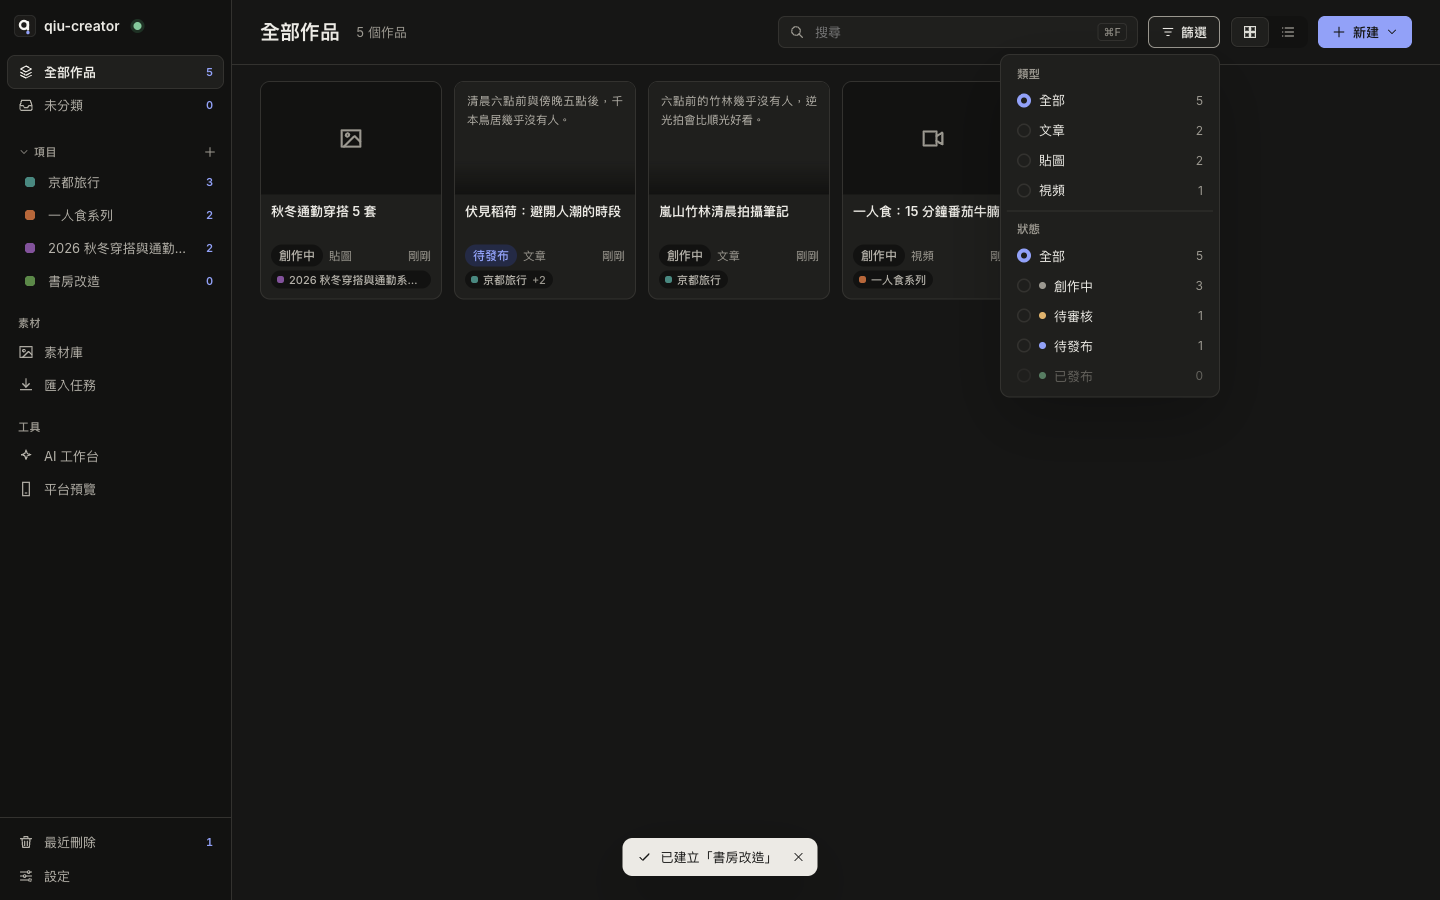 qiu-creator
全部作品 5
未分類 0
項目
京都旅行 3
一人食系列 2
2026 秋冬穿搭與通勤... 2
書房改造 0
素材
素材庫
匯入任務
工具
AI 工作台
平台預覽
最近刪除 1
設定
全部作品 5 個作品
搜尋 ⌘F
篩選
新建
秋冬通勤穿搭 5 套
創作中 貼圖 剛剛
2026 秋冬穿搭與通勤系...
清晨六點前與傍晚五點後，千
本鳥居幾乎沒有人。
伏見稻荷：避開人潮的時段
待發布 文章 剛剛
京都旅行 +2
六點前的竹林幾乎沒有人，逆
光拍會比順光好看。
嵐山竹林清晨拍攝筆記
創作中 文章 剛剛
京都旅行
一人食：15 分鐘番茄牛腩
創作中 視頻 剛
一人食系列
類型
全部 5
文章 2
貼圖 2
視頻 1
狀態
全部 5
創作中 3
待審核 1
待發布 1
已發布 0
已建立「書房改造」